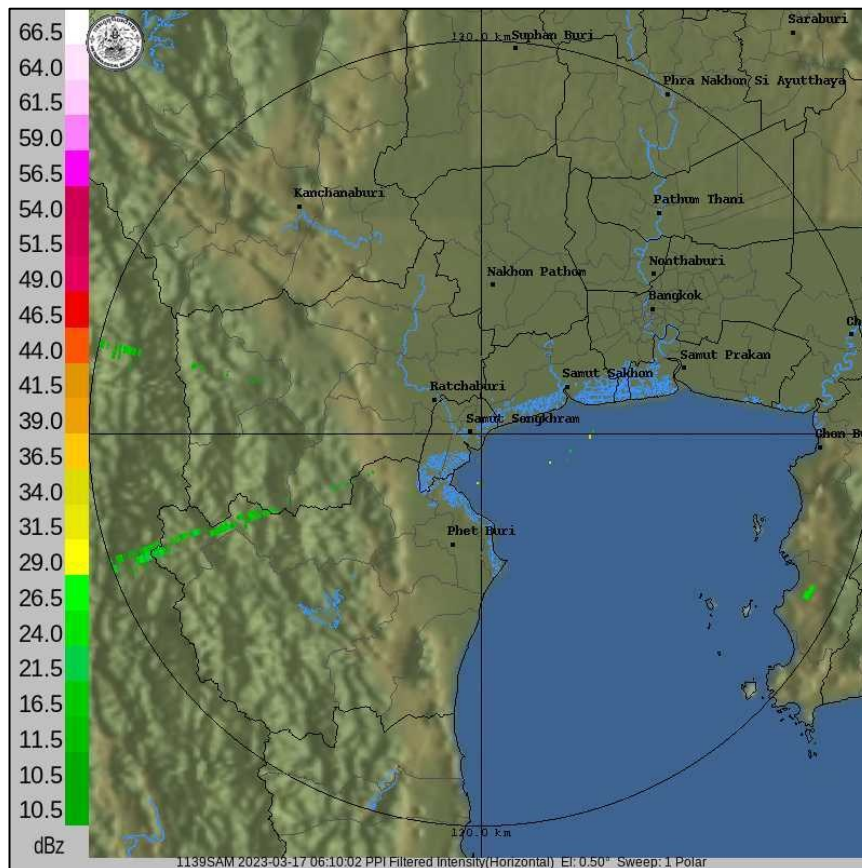 66.5
64.0
61.5
59.0
56.5
54.0
51.5
49.0
46.5
44.0
41.5
39.0
36.5
34.0
31.5
29.0
26.5
24.0
21.5
16.5
11.5
10.5
10.5
dBz
Saraburi
120.0 km
Suphan Buri
Phra Nakhon Si Ayutthaya
Kanchanaburi
Pathum Thani
Nonthaburi
Nakhon Pathom
Bangkok
Ch
Samut Prakan
Samut Sakhon
Ratchaburi
Samut Songkhram
Chon Bu
Phet Buri
120.0 km
1139SAM 2023-03-17 06:10:02 PPI Filtered Intensity(Horizontal) El: 0.50° Sweep: 1 Polar